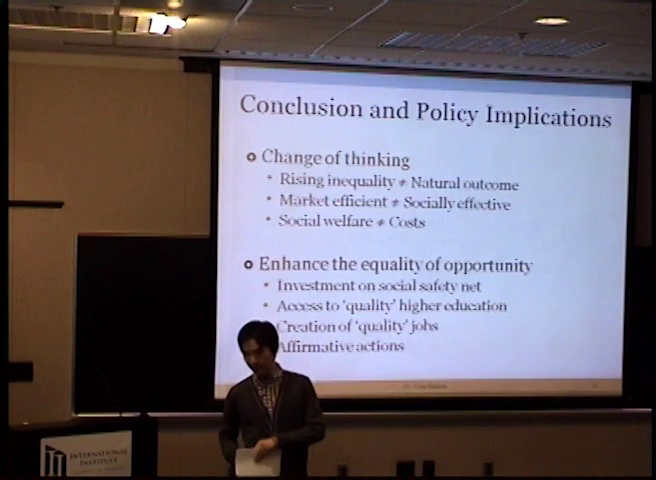 Conclusion and Policy Implications
Change of thinking
Rising inequality ≠ Natural outcome
Market efficient ≠ Socially effective
Social welfare ≠ Costs
Enhance the equality of opportunity
Investment on social safety net
Access to 'quality' higher education
Creation of 'quality' jobs
Affirmative actions
INTERNATIONAL
INSTITUTE